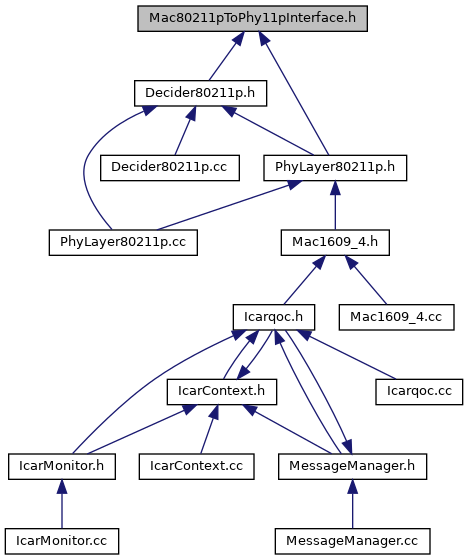 Mac80211pToPhy11pInterface.h
Decider80211p.h
Decider80211p.cc
PhyLayer80211p.h
PhyLayer80211p.cc
Mac1609_4.h
Icarqoc.h
Mac1609_4.cc
IcarContext.h
Icarqoc.cc
IcarMonitor.h
IcarContext.cc
MessageManager.h
IcarMonitor.cc
MessageManager.cc